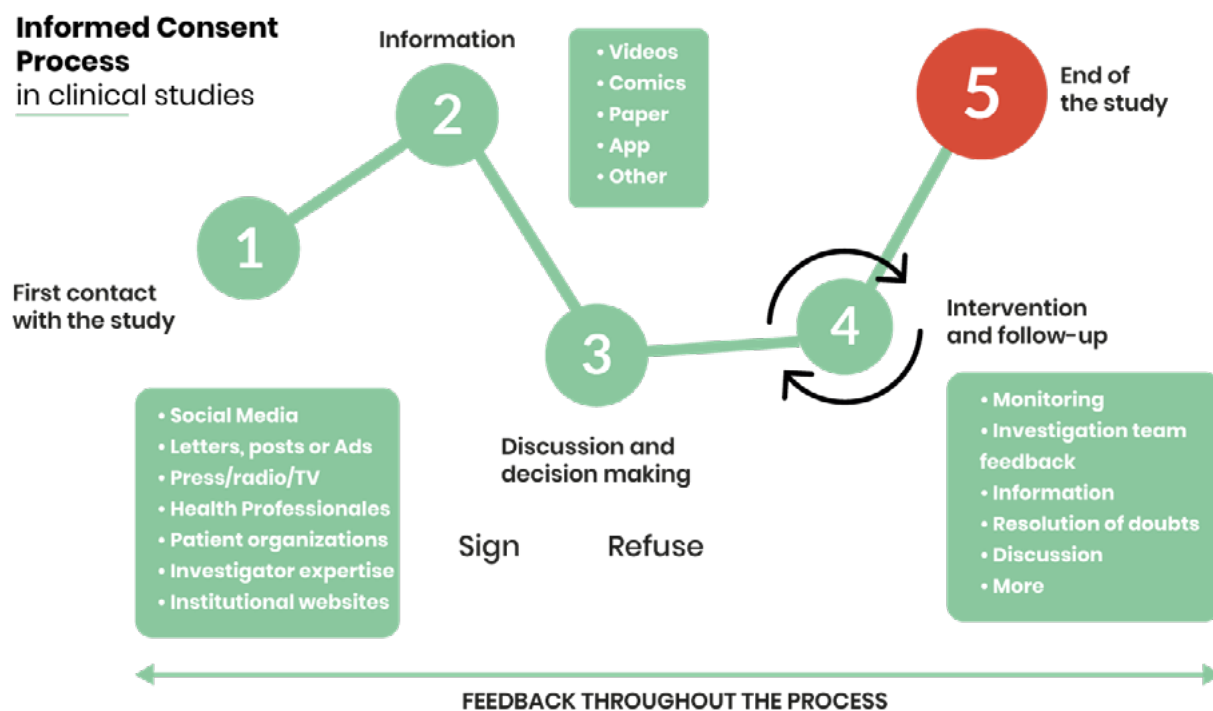 Informed Consent
Process
in clinical studies
1
First contact
with the study
• Social Media
• Letters, posts or Ads
• Press/radio/TV
• Health Professionales
• Patient organizations
• Investigator expertise
• Institutional websites
Information
2
• Videos
• Comics
• Paper
• App
• Other
3
Discussion and
decision making
Sign
Refuse
4
Intervention
and follow-up
• Monitoring
• Investigation team
feedback
• Information
• Resolution of doubts
• Discussion
• More
5
End of
the study
FEEDBACK THROUGHOUT THE PROCESS